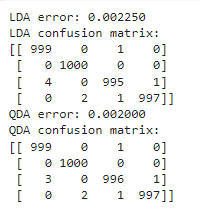 LDA error: 0.002250
LDA confusion matrix:
[[ 999    0    1    0]
 [   0 1000    0    0]
 [   4    0  995    1]
 [   0    2    1  997]]
QDA error: 0.002000
QDA confusion matrix:
[[ 999    0    1    0]
 [   0 1000    0    0]
 [   3    0  996    1]
 [   0    2    1  997]]